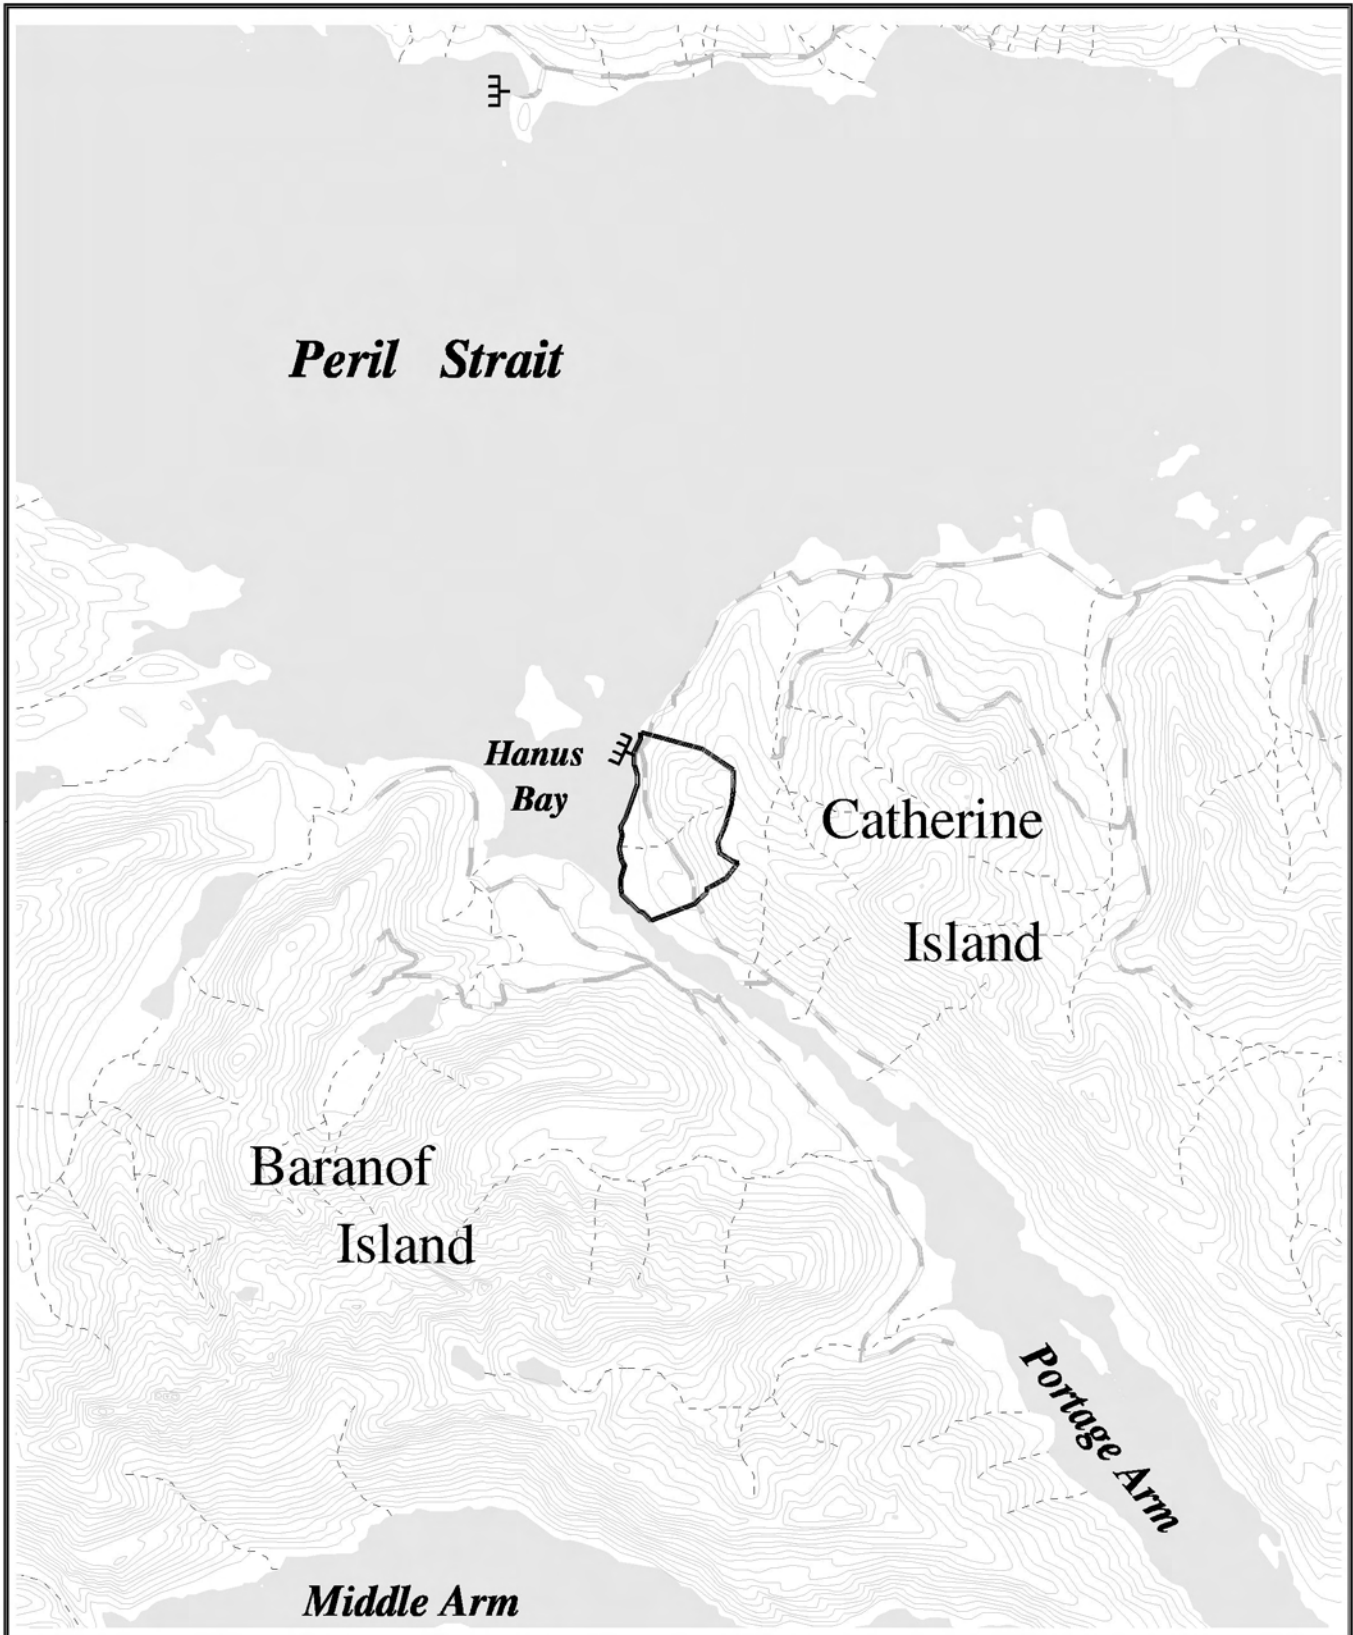 Peril Strait
Hanus
Bay
Catherine
Island
Baranof
Island
Portage Arm
Middle Arm